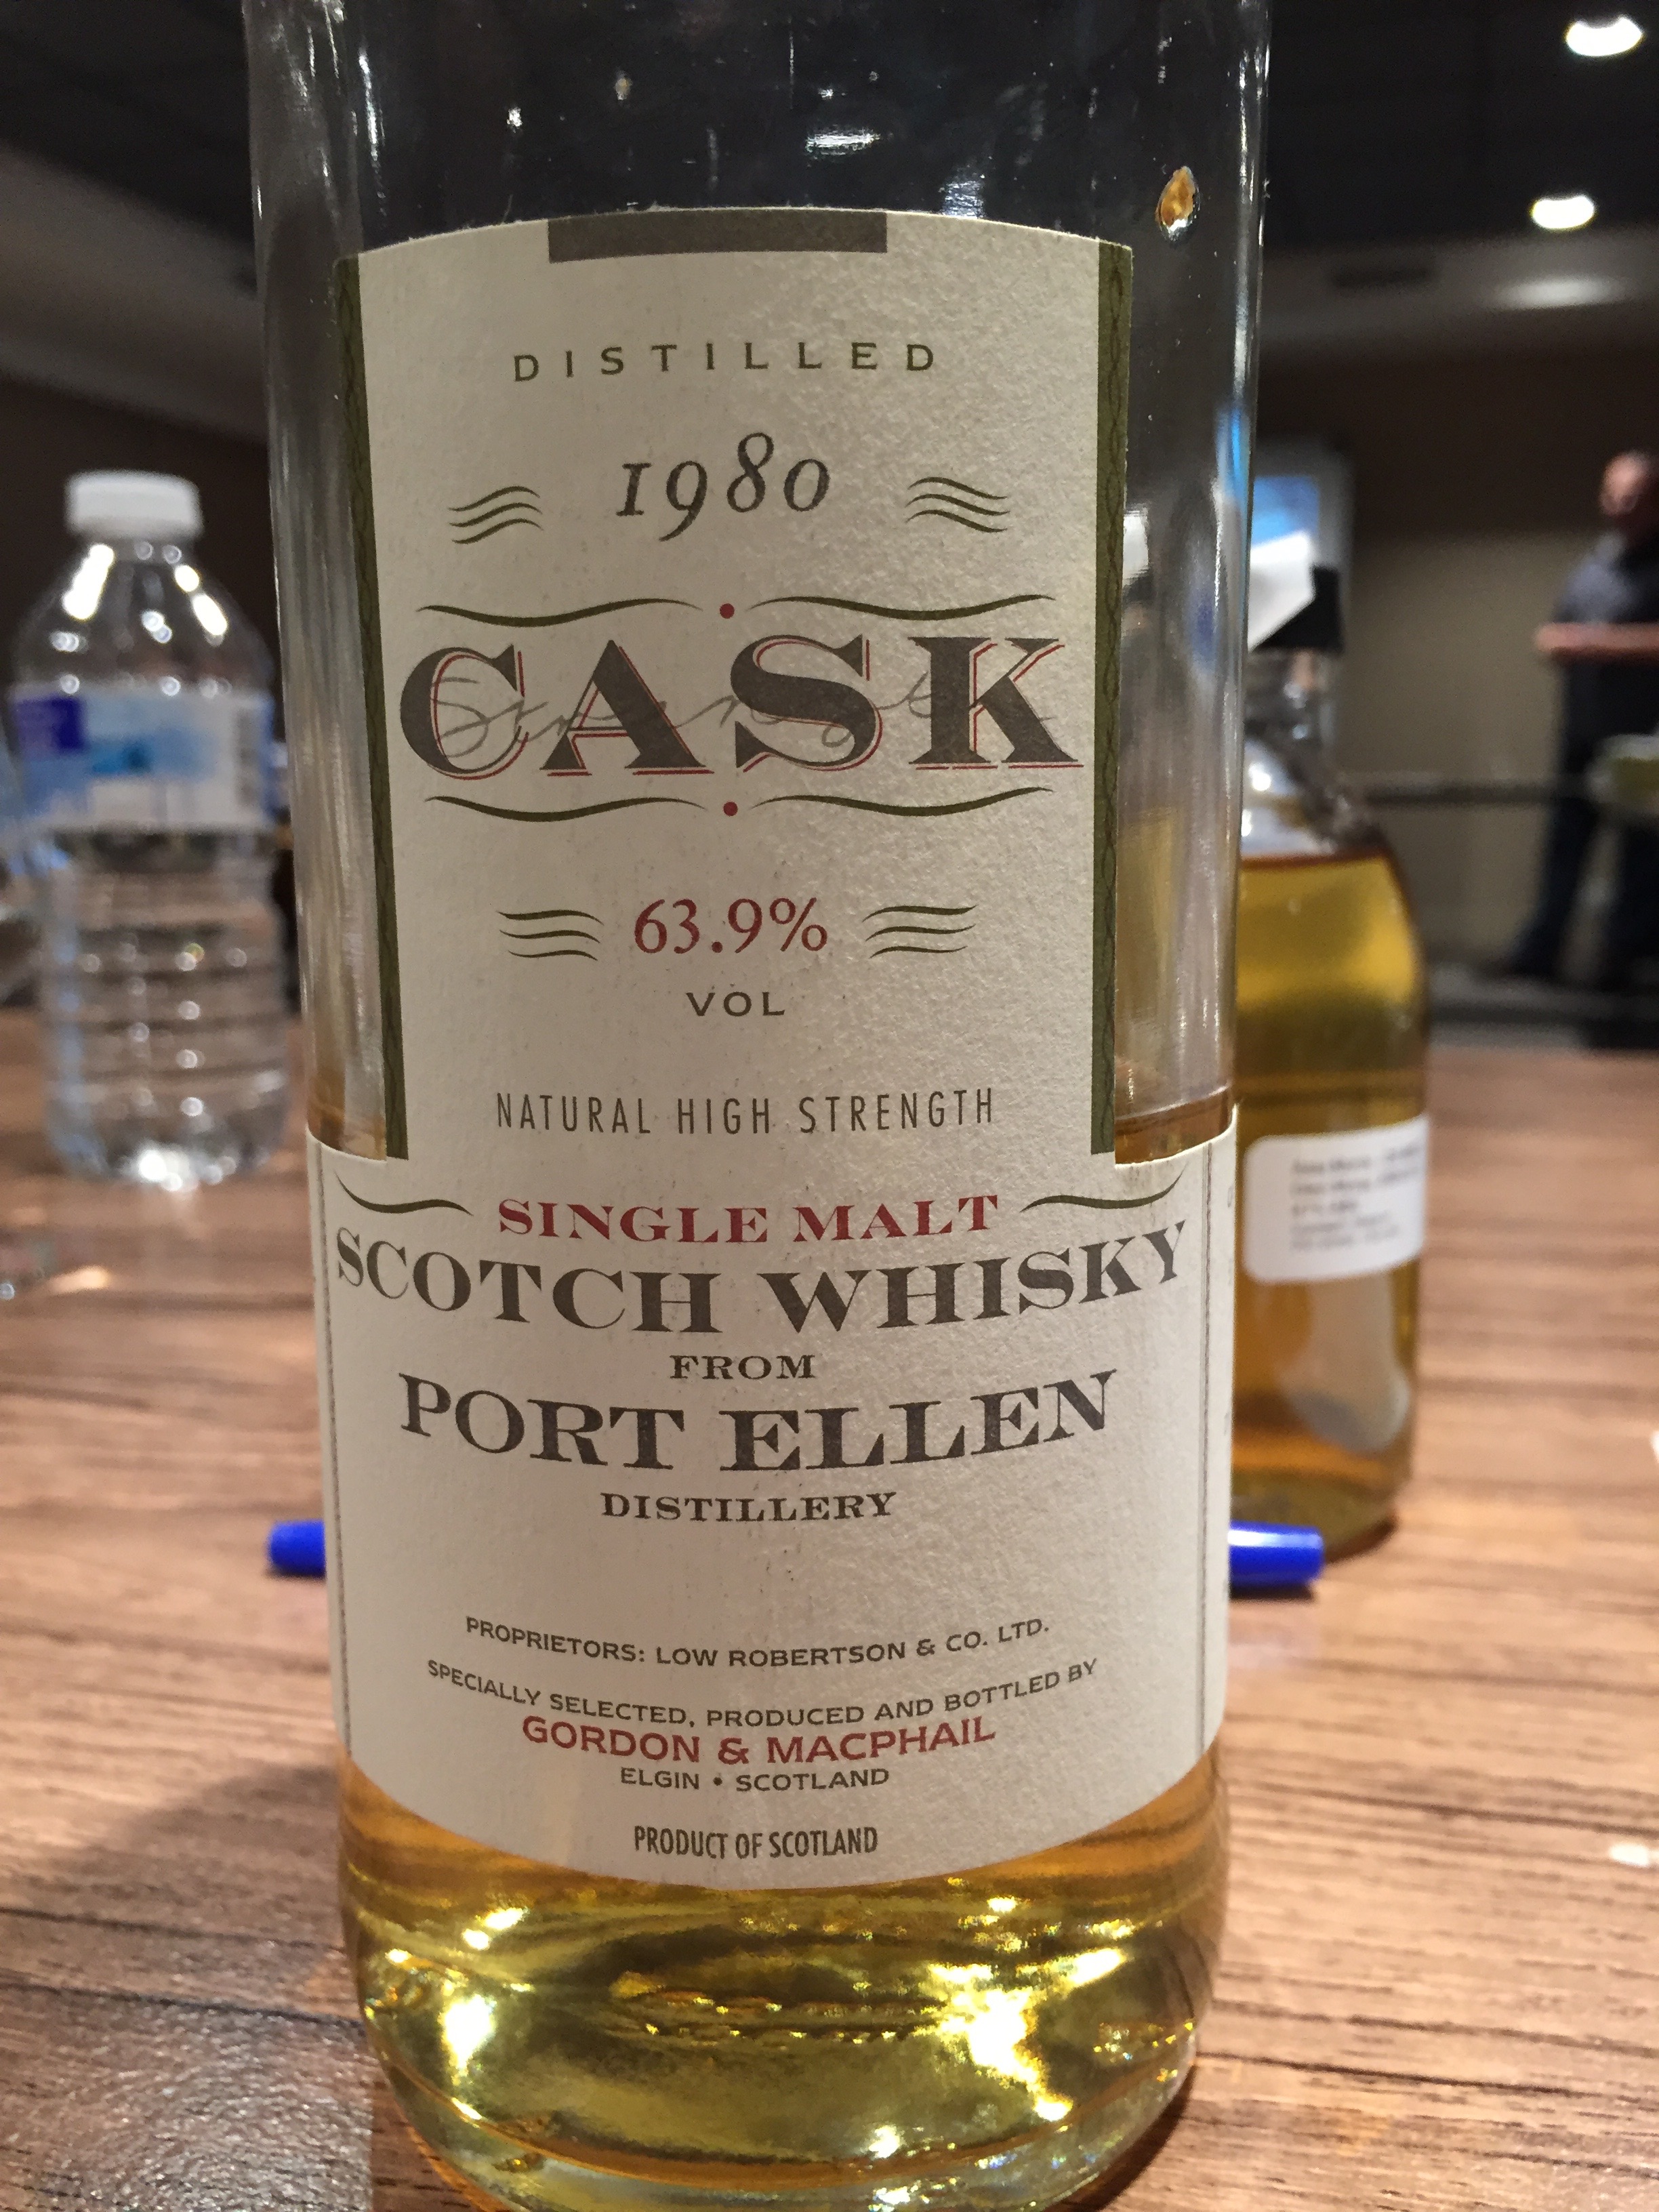 DISTILLED
1980
CASK
63.9%
VOL
NATURAL HIGH STRENGTH
SINGLE MALT
SCOTCH WHISKY
FROM
PORT ELLEN
DISTILLERY
PROPRIETORS: LOW ROBERTSON & CO. LTD.
SPECIALLY SELECTED, PRODUCED AND BOTTLED BY
GORDON & MACPHAIL
ELGIN • SCOTLAND
PRODUCT OF SCOTLAND